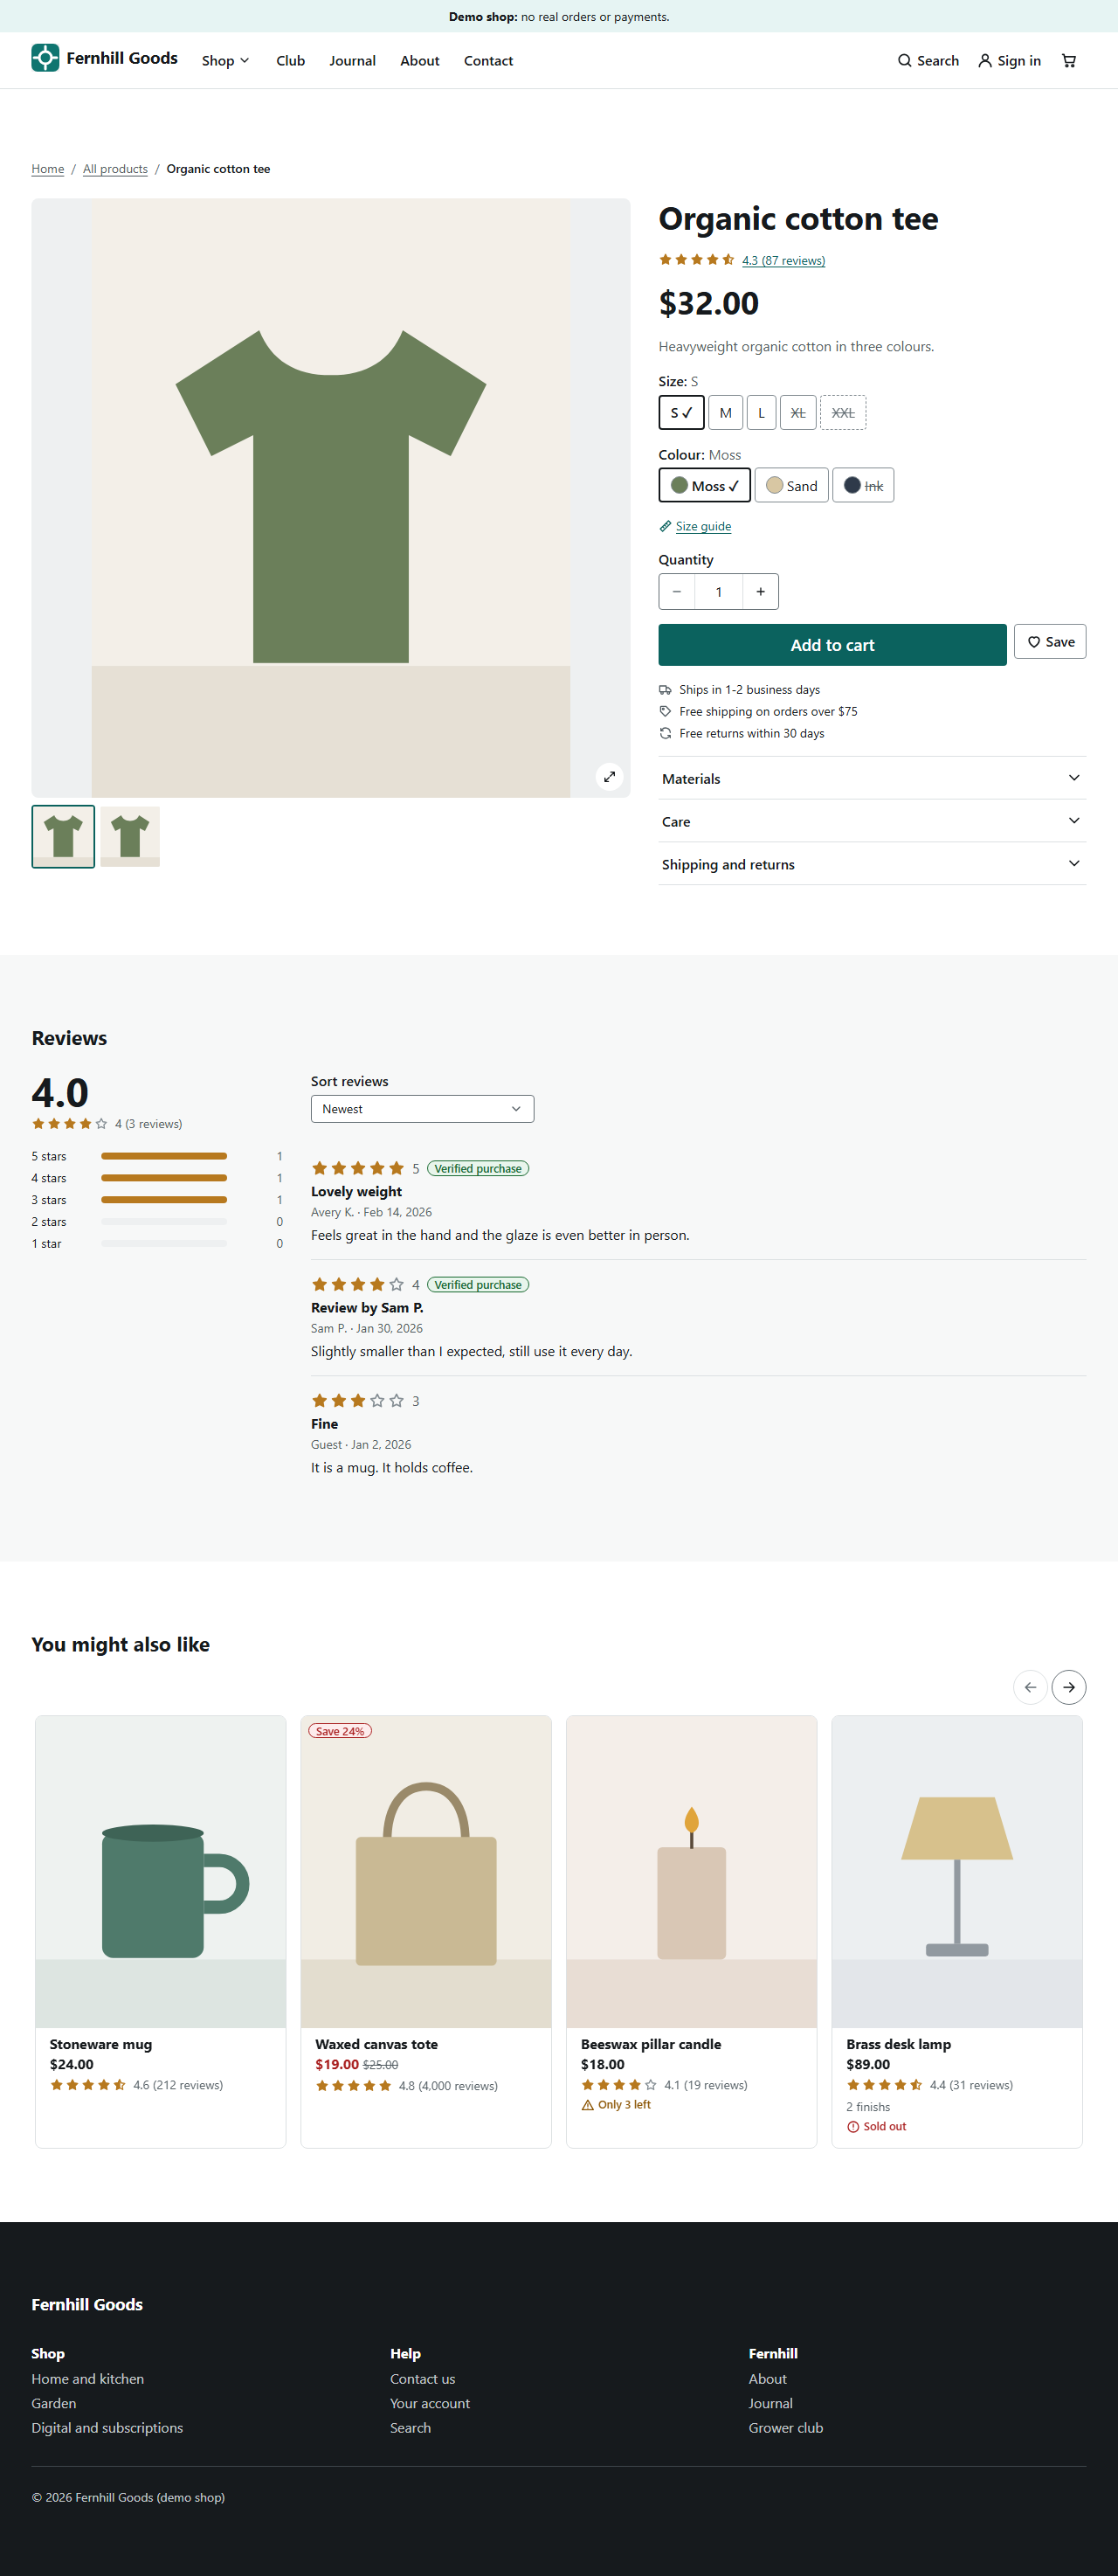 Demo shop: no real orders or payments.
Fernhill Goods Shop Club Journal About Contact Search Sign in
Home / All products / Organic cotton tee
Organic cotton tee
4.3 (87 reviews)
$32.00
Heavyweight organic cotton in three colours.
Size: S
S ✓ M L XL XXL
Colour: Moss
Moss ✓ Sand Ink
Size guide
Quantity
− 1 +
Add to cart Save
Ships in 1-2 business days
Free shipping on orders over $75
Free returns within 30 days
Materials
Care
Shipping and returns
Reviews
4.0
4 (3 reviews)
5 stars 1
4 stars 1
3 stars 1
2 stars 0
1 star 0
Sort reviews
Newest
5 Verified purchase
Lovely weight
Avery K. · Feb 14, 2026
Feels great in the hand and the glaze is even better in person.
4 Verified purchase
Review by Sam P.
Sam P. · Jan 30, 2026
Slightly smaller than I expected, still use it every day.
3
Fine
Guest · Jan 2, 2026
It is a mug. It holds coffee.
You might also like
Stoneware mug
$24.00
4.6 (212 reviews)
Save 24%
Waxed canvas tote
$19.00 $25.00
4.8 (4,000 reviews)
Beeswax pillar candle
$18.00
4.1 (19 reviews)
Only 3 left
Brass desk lamp
$89.00
4.4 (31 reviews)
2 finishs
Sold out
Fernhill Goods
Shop
Home and kitchen
Garden
Digital and subscriptions
Help
Contact us
Your account
Search
Fernhill
About
Journal
Grower club
© 2026 Fernhill Goods (demo shop)